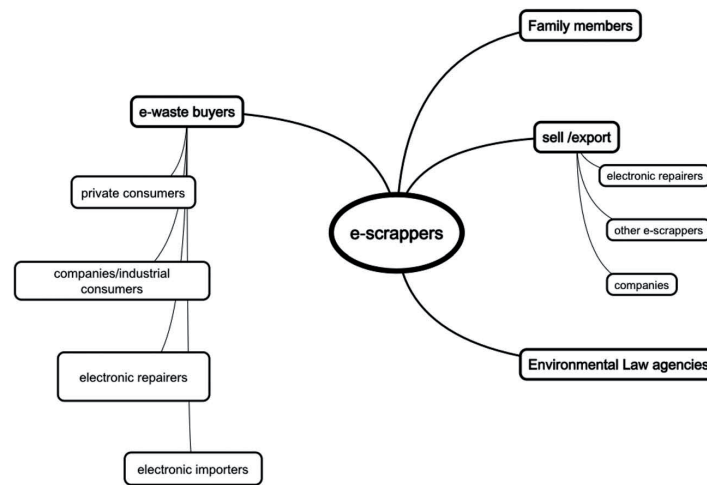 Family members
e-waste buyers
sell /export
electronic repairers
private consumers
other e-scrappers
e-scrappers
companies/industrial
consumers
companies
Environmental Law agencies
electronic repairers
electronic importers